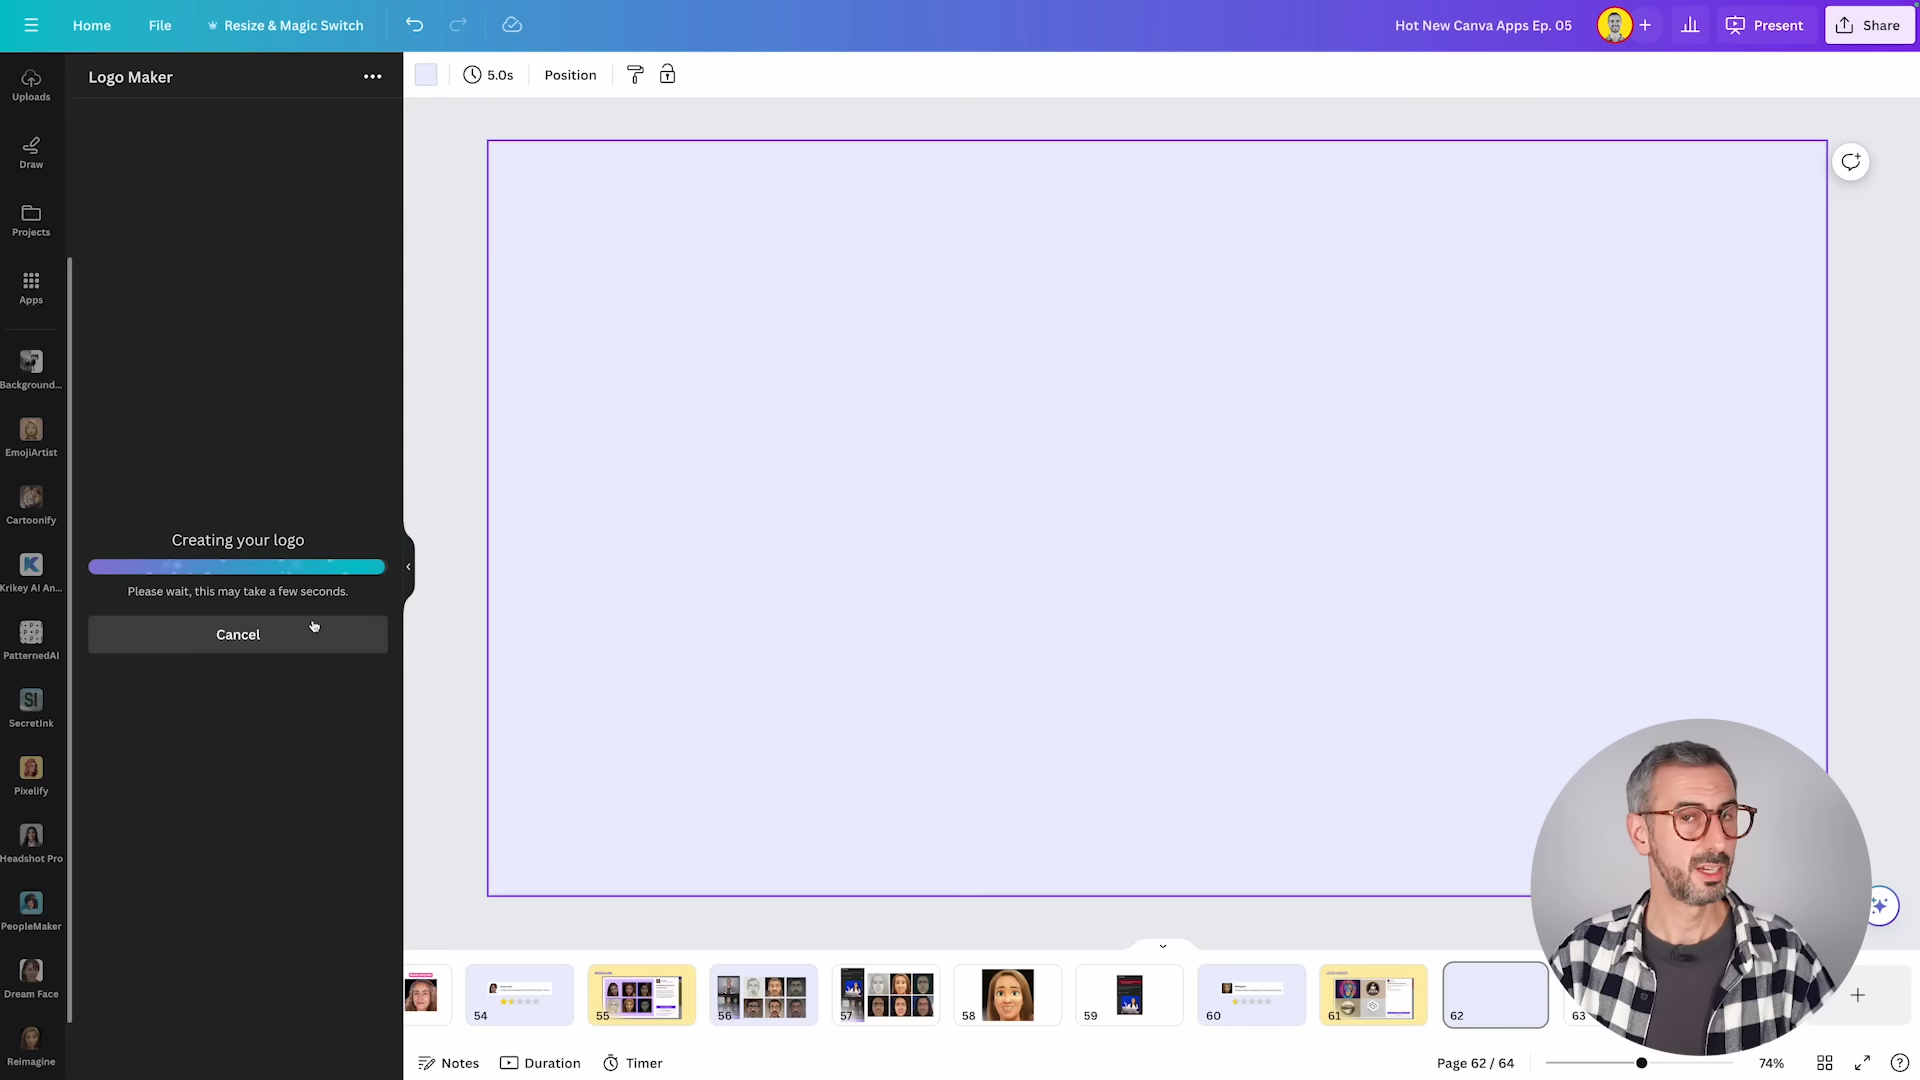 Home
File
Resize & Magic Switch
Hot New Canva Apps Ep. 05
Present
Share
Uploads
Draw
Projects
Apps
Background...
EmojiArtist
Cartoonify
Krikey AI An...
PatternedAI
SecretInk
Pixelify
Headshot Pro
PeopleMaker
Dream Face
Reimagine
Logo Maker
5.0s
Position
Creating your logo
Please wait, this may take a few seconds.
Cancel
54
55
56
57
58
59
60
61
62
63
Notes
Duration
Timer
Page 62 / 64
74%